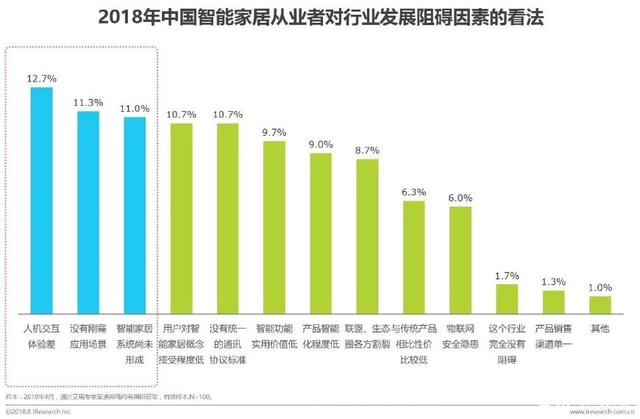 2018年中国智能家居从业者对行业发展阻碍因素的看法
12.7%
11.3%
11.0%
10.7%
10.7%
9.7%
9.0%
8.7%
6.3%
6.0%
1.7%
1.3%
1.0%
人机交互
体验差
没有刚需
应用场景
智能家居
系统尚未
形成
用户对智
能家居概念
接受程度低
没有统一
的通讯
协议标准
智能功能
实用价值低
产品智能
化程度低
联盟、生态
圈各方割裂
与传统产品
相比性价
比较低
物联网
安全隐患
这个行业
完全没有
阻碍
产品销售
渠道单一
其他
©2018.8 iResearch Inc
www.iresearch.com.cn